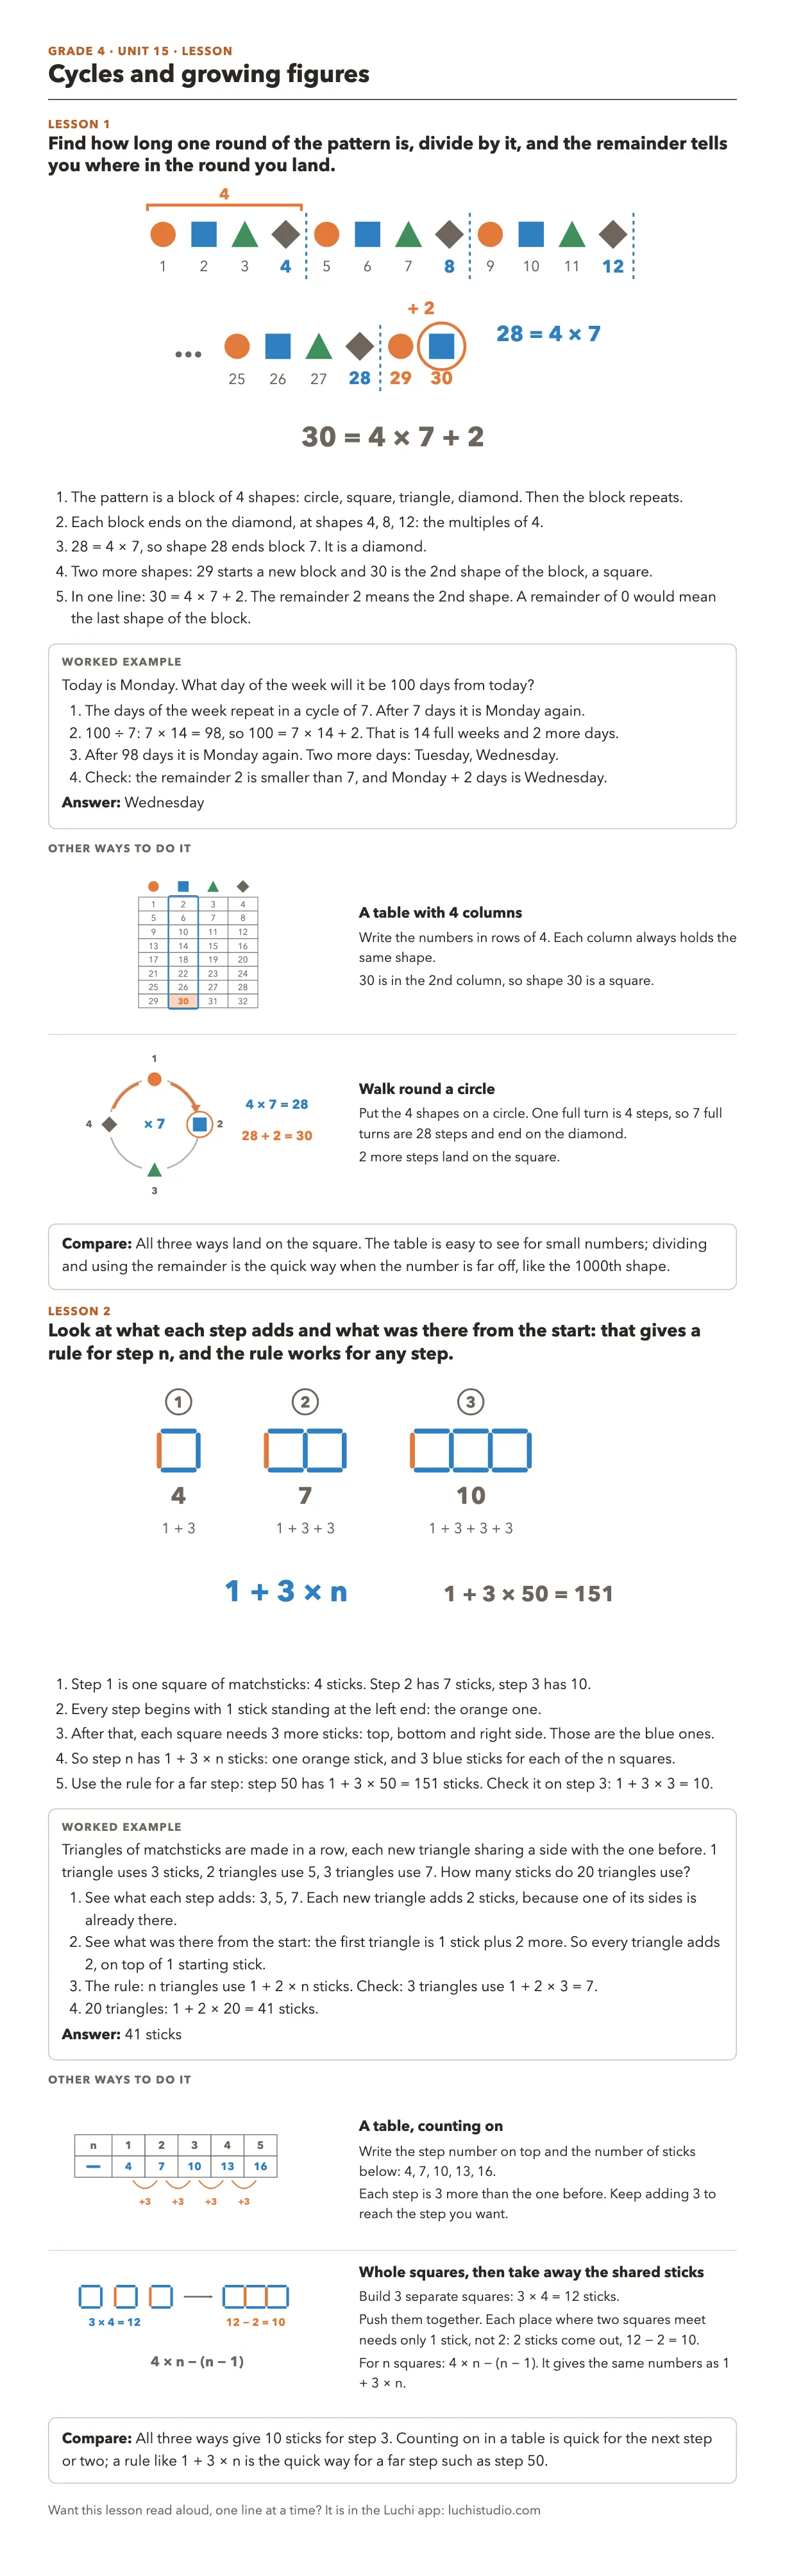 GRADE 4 · UNIT 15 · LESSON
Cycles and growing figures
LESSON 1
Find how long one round of the pattern is, divide by it, and the remainder tells
you where in the round you land.
4
1 2 3 4 5 6 7 8 9 10 11 12
+ 2
28 = 4 × 7
••• 25 26 27 28 29 30
30 = 4 × 7 + 2
1. The pattern is a block of 4 shapes: circle, square, triangle, diamond. Then the block repeats.
2. Each block ends on the diamond, at shapes 4, 8, 12: the multiples of 4.
3. 28 = 4 × 7, so shape 28 ends block 7. It is a diamond.
4. Two more shapes: 29 starts a new block and 30 is the 2nd shape of the block, a square.
5. In one line: 30 = 4 × 7 + 2. The remainder 2 means the 2nd shape. A remainder of 0 would mean
the last shape of the block.
WORKED EXAMPLE
Today is Monday. What day of the week will it be 100 days from today?
1. The days of the week repeat in a cycle of 7. After 7 days it is Monday again.
2. 100 ÷ 7: 7 × 14 = 98, so 100 = 7 × 14 + 2. That is 14 full weeks and 2 more days.
3. After 98 days it is Monday again. Two more days: Tuesday, Wednesday.
4. Check: the remainder 2 is smaller than 7, and Monday + 2 days is Wednesday.
Answer: Wednesday
OTHER WAYS TO DO IT
1 2 3 4
5 6 7 8
9 10 11 12
13 14 15 16
17 18 19 20
21 22 23 24
25 26 27 28
29 30 31 32
A table with 4 columns
Write the numbers in rows of 4. Each column always holds the
same shape.
30 is in the 2nd column, so shape 30 is a square.
1
4 × 7 2
3
4 × 7 = 28
28 + 2 = 30
Walk round a circle
Put the 4 shapes on a circle. One full turn is 4 steps, so 7 full
turns are 28 steps and end on the diamond.
2 more steps land on the square.
Compare: All three ways land on the square. The table is easy to see for small numbers; dividing
and using the remainder is the quick way when the number is far off, like the 1000th shape.
LESSON 2
Look at what each step adds and what was there from the start: that gives a
rule for step n, and the rule works for any step.
1 2 3
4 7 10
1 + 3 1 + 3 + 3 1 + 3 + 3 + 3
1 + 3 × n 1 + 3 × 50 = 151
1. Step 1 is one square of matchsticks: 4 sticks. Step 2 has 7 sticks, step 3 has 10.
2. Every step begins with 1 stick standing at the left end: the orange one.
3. After that, each square needs 3 more sticks: top, bottom and right side. Those are the blue ones.
4. So step n has 1 + 3 × n sticks: one orange stick, and 3 blue sticks for each of the n squares.
5. Use the rule for a far step: step 50 has 1 + 3 × 50 = 151 sticks. Check it on step 3: 1 + 3 × 3 = 10.
WORKED EXAMPLE
Triangles of matchsticks are made in a row, each new triangle sharing a side with the one before. 1
triangle uses 3 sticks, 2 triangles use 5, 3 triangles use 7. How many sticks do 20 triangles use?
1. See what each step adds: 3, 5, 7. Each new triangle adds 2 sticks, because one of its sides is
already there.
2. See what was there from the start: the first triangle is 1 stick plus 2 more. So every triangle adds
2, on top of 1 starting stick.
3. The rule: n triangles use 1 + 2 × n sticks. Check: 3 triangles use 1 + 2 × 3 = 7.
4. 20 triangles: 1 + 2 × 20 = 41 sticks.
Answer: 41 sticks
OTHER WAYS TO DO IT
n 1 2 3 4 5
4 7 10 13 16
+3 +3 +3 +3
A table, counting on
Write the step number on top and the number of sticks
below: 4, 7, 10, 13, 16.
Each step is 3 more than the one before. Keep adding 3 to
reach the step you want.
3 × 4 = 12 12 − 2 = 10
4 × n − (n − 1)
Whole squares, then take away the shared sticks
Build 3 separate squares: 3 × 4 = 12 sticks.
Push them together. Each place where two squares meet
needs only 1 stick, not 2: 2 sticks come out, 12 − 2 = 10.
For n squares: 4 × n − (n − 1). It gives the same numbers as 1
+ 3 × n.
Compare: All three ways give 10 sticks for step 3. Counting on in a table is quick for the next step
or two; a rule like 1 + 3 × n is the quick way for a far step such as step 50.
Want this lesson read aloud, one line at a time? It is in the Luchi app: luchistudio.com